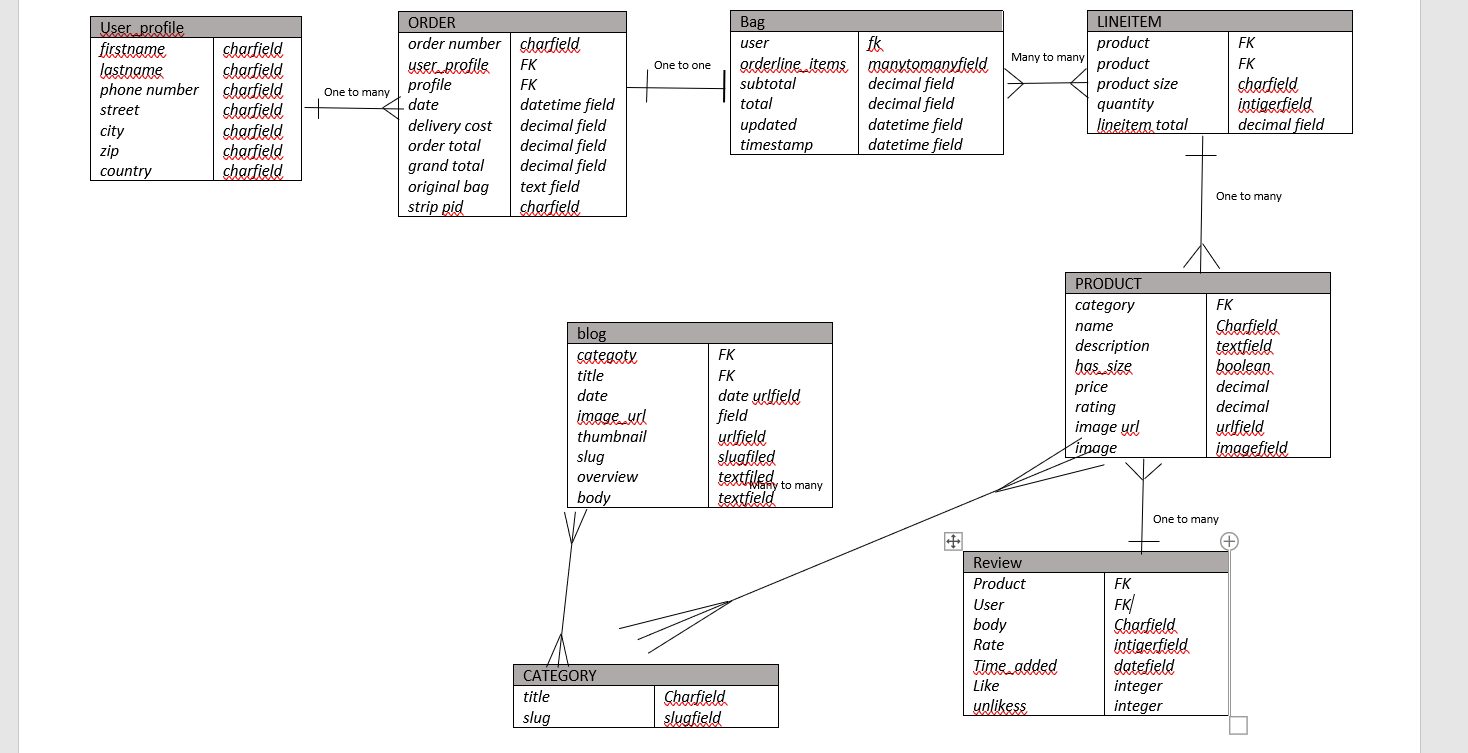 User_profile
firstname charfield
lastname charfield
phone number charfield
street charfield
city charfield
zip charfield
country charfield
One to many
ORDER
order number charfield
user_profile FK
profile FK
date datetime field
delivery cost decimal field
order total decimal field
grand total decimal field
original bag text field
strip pid charfield
One to one
Bag
user fk
orderline_items manytomanyfield
subtotal decimal field
total decimal field
updated datetime field
timestamp datetime field
Many to many
LINEITEM
product FK
product FK
product size charfield
quantity intigerfield
lineitem total decimal field
One to many
PRODUCT
category FK
name Charfield
description textfield
has_size boolean
price decimal
rating decimal
image url urlfield
image imagefield
blog
categoty FK
title FK
date date urlfield
image_url field
thumbnail urlfield
slug slugfiled
overview textfiled
Many to many
body textfield
One to many
Review
Product FK
User FK
body Charfield
Rate intigerfield
Time_added datefield
Like integer
unlikess integer
CATEGORY
title Charfield
slug slugfield